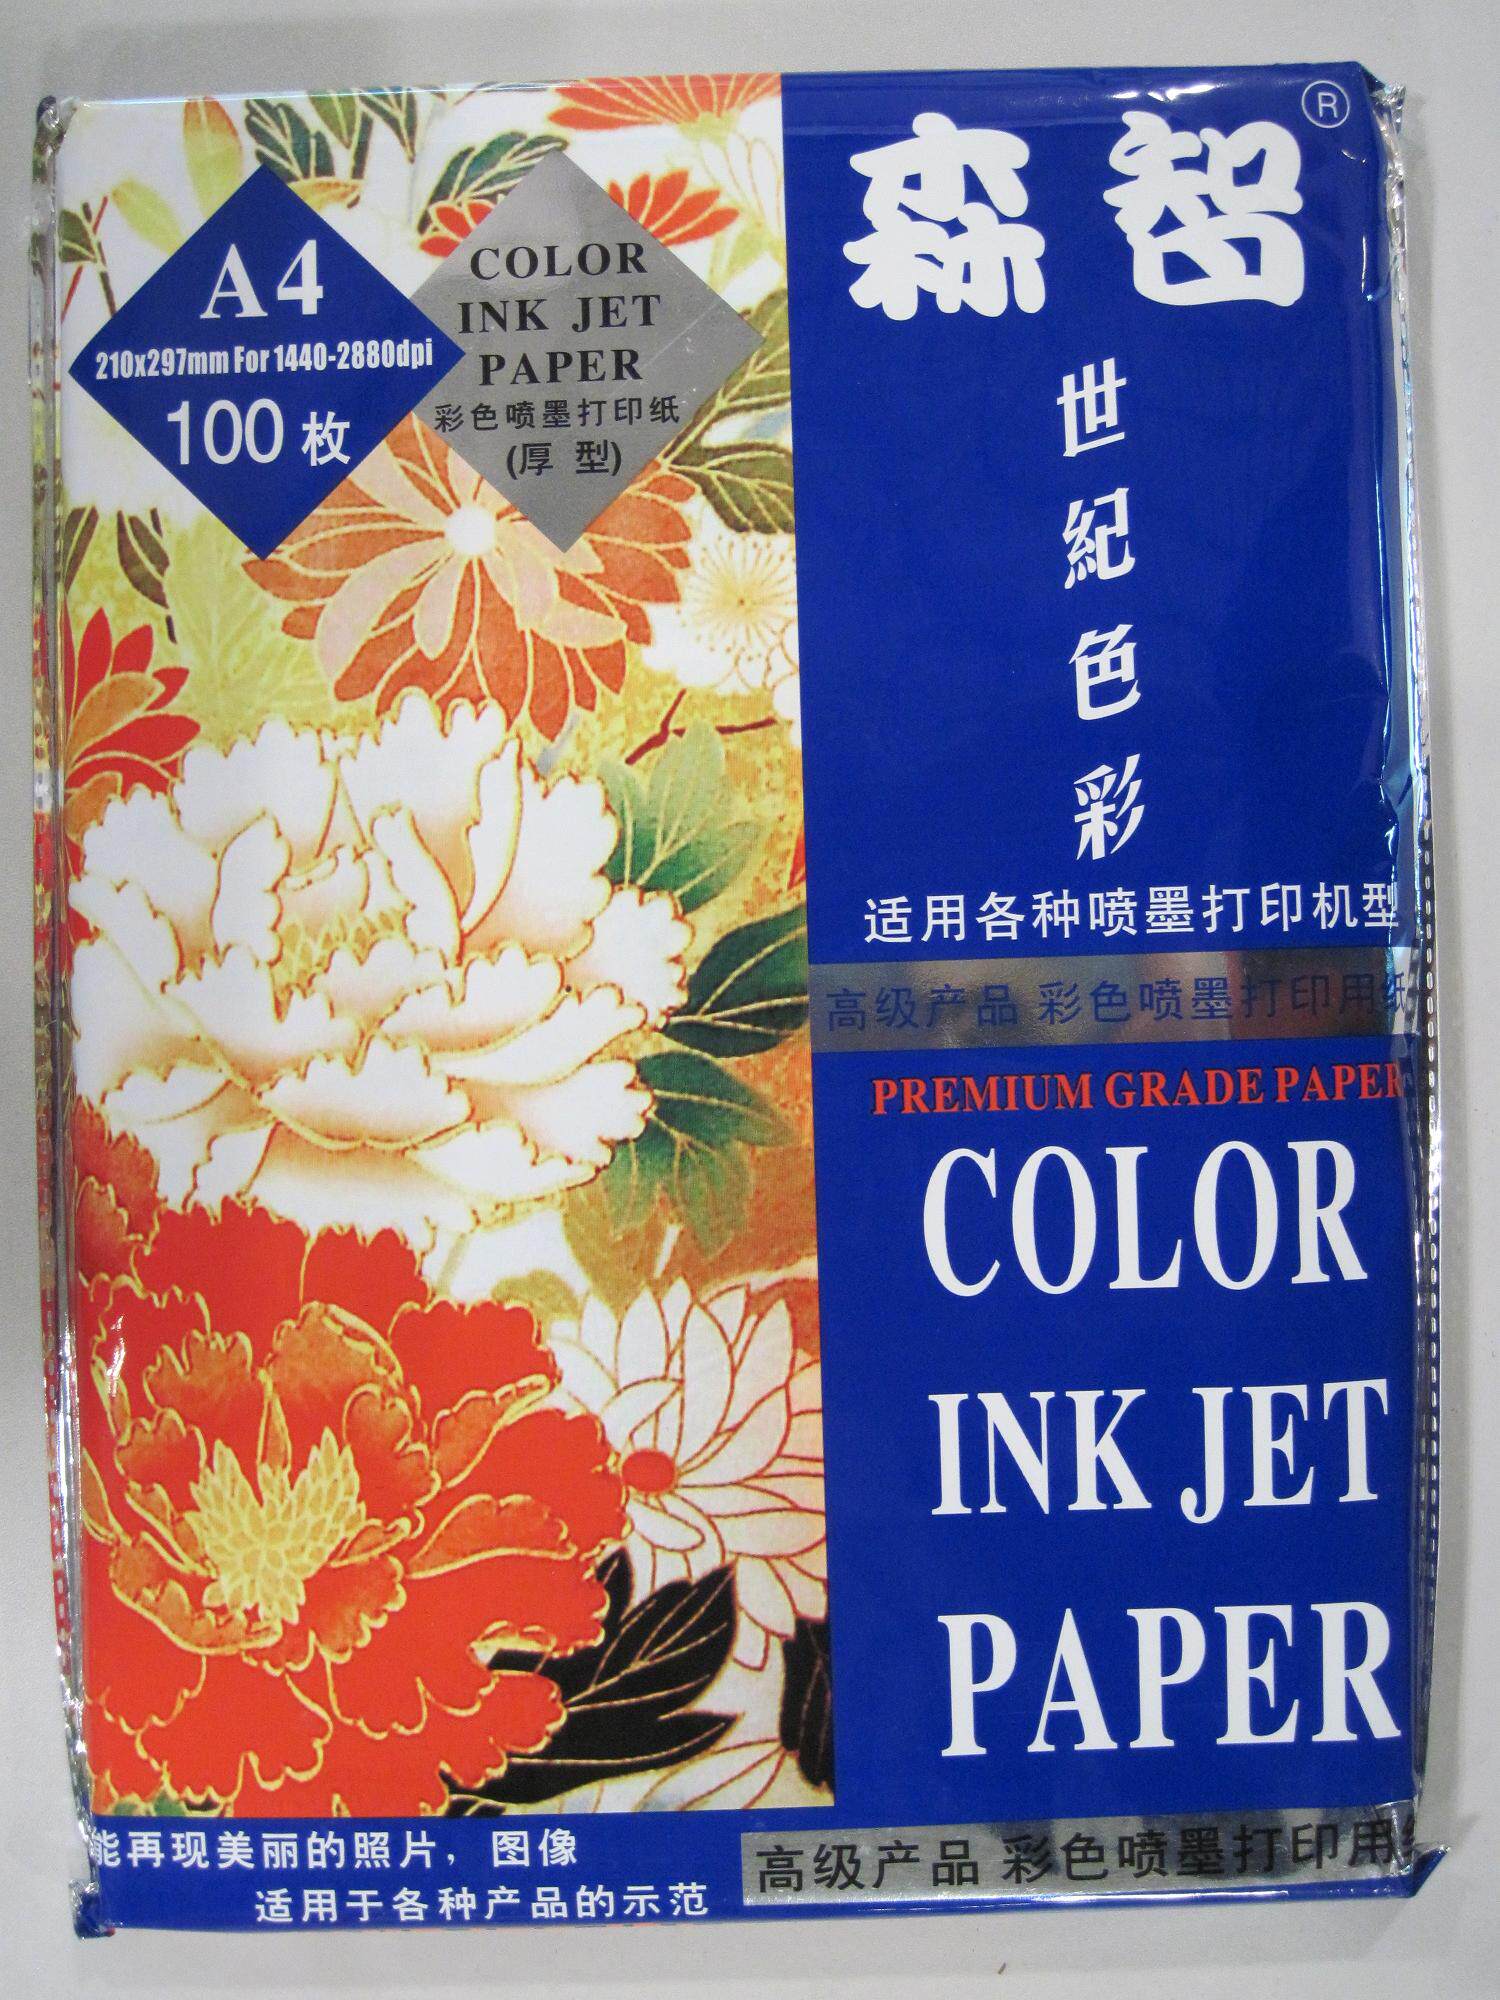 A4
210x297mm For 1440-2880dpi
100 枚
COLOR
INK JET
PAPER
彩色喷墨打印纸
(厚 型)
森智®
世紀色彩
适用各种喷墨打印机型
高级产品 彩色喷墨打印用纸
PREMIUM GRADE PAPER
COLOR
INK JET
PAPER
能再现美丽的照片，图像
适用于各种产品的示范
高级产品 彩色喷墨打印用纸